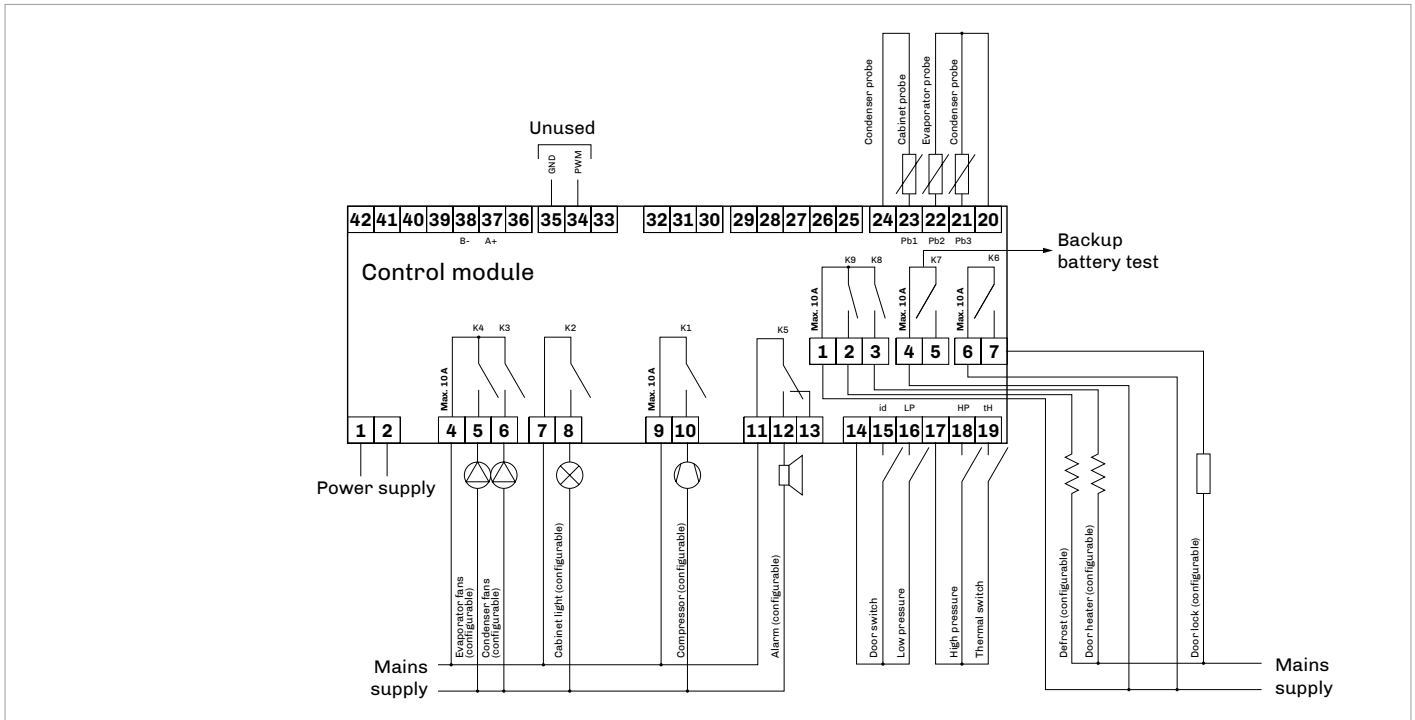 Condenser probe
Cabinet probe
Evaporator probe
Condenser probe
Unused
GND
PWM
42 41 40 39 38 37 36 35 34 33 32 31 30 29 28 27 26 25 24 23 22 21 20
B- A+ Pb1 Pb2 Pb3
Control module
Backup
battery test
K9 K8 K7 K6
Max. 10A
Max. 10A
Max. 10A
1 2 3 4 5 6 7
K4 K3 K2 K1 K5
Max. 10A
Max. 10A
id LP HP tH
1 2 4 5 6 7 8 9 10 11 12 13 14 15 16 17 18 19
Power supply
Evaporator fans
(configurable)
Condenser fans
(configurable)
Cabinet light (configurable)
Compressor (configurable)
Alarm (configurable)
Door switch
Low pressure
High pressure
Thermal switch
Defrost (configurable)
Door heater (configurable)
Door lock (configurable)
Mains
supply
Mains
supply